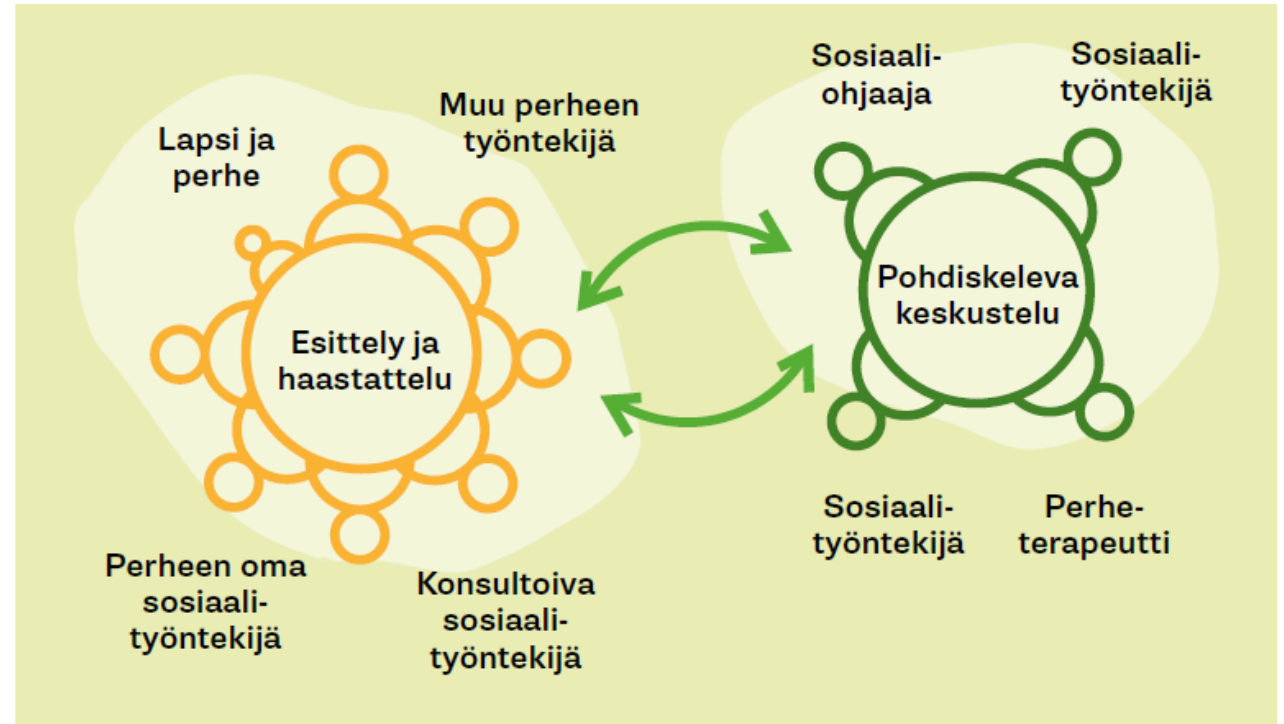 Lapsi ja
perhe
Muu perheen
työntekijä
Esittely ja
haastattelu
Perheen oma
sosiaali-
työntekijä
Konsultoiva
sosiaali-
työntekijä
Sosiaali-
ohjaaja
Sosiaali-
työntekijä
Pohdiskeleva
keskustelu
Sosiaali-
työntekijä
Perhe-
terapeutti